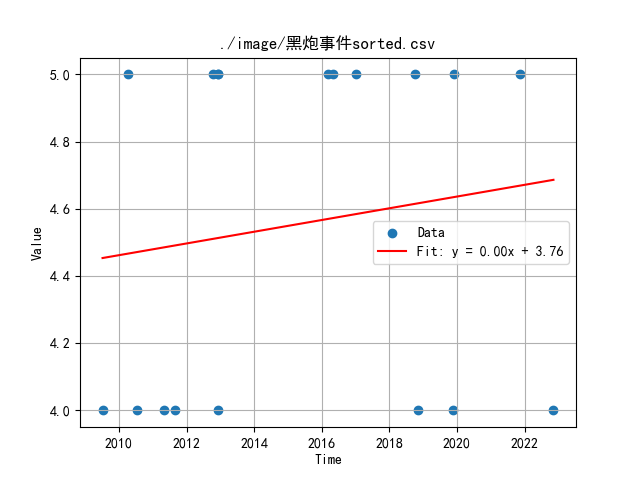 ./image/黑炮事件sorted.csv
5.0
4.8
4.6
4.4
4.2
4.0
Value
Data
Fit: y = 0.00x + 3.76
2010 2012 2014 2016 2018 2020 2022
Time